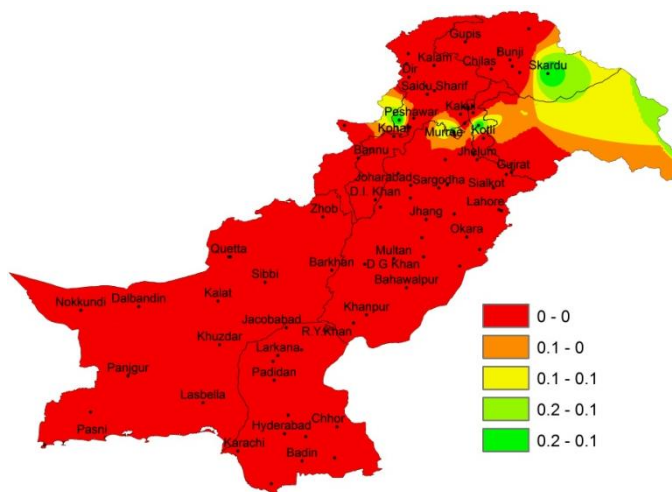 Gupis
Bunji
Kalam
Chilas
Skardu
Dir
Saidu Sharif
Peshawar
Kohat
Murree
Kotli
Bannu
Jhelum
Gujrat
Joharabad
Sargodha
Sialkot
D.I. Khan
Lahore
Zhob
Jhang
Okara
Quetta
Multan
Sibbi
Barkhan
D G Khan
Bahawalpur
Nokkundi
Dalbandin
Kalat
Khanpur
Jacobabad
R.Y.Khan
Khuzdar
Larkana
Panjgur
Padidan
Lasbella
Pasni
Hyderabad
Chhor
Karachi
Badin
0 - 0
0.1 - 0
0.1 - 0.1
0.2 - 0.1
0.2 - 0.1